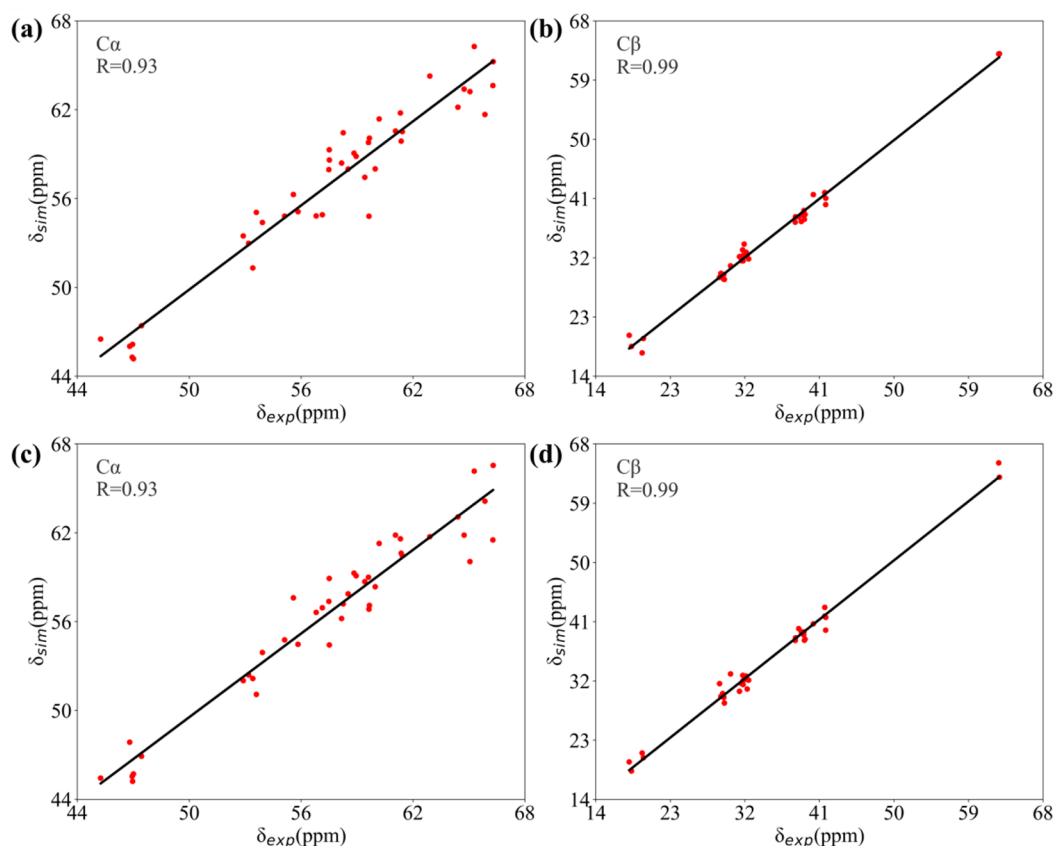 (a)
Cα
R=0.93
68
62
56
50
44
δsim(ppm)
50
56
62
68
δexp(ppm)
(b)
Cβ
R=0.99
68
59
50
41
32
23
14
δsim(ppm)
14
23
32
41
50
59
68
δexp(ppm)
(c)
Cα
R=0.93
68
62
56
50
44
δsim(ppm)
44
50
56
62
68
δexp(ppm)
(d)
Cβ
R=0.99
68
59
50
41
32
23
14
δsim(ppm)
14
23
32
41
50
59
68
δexp(ppm)